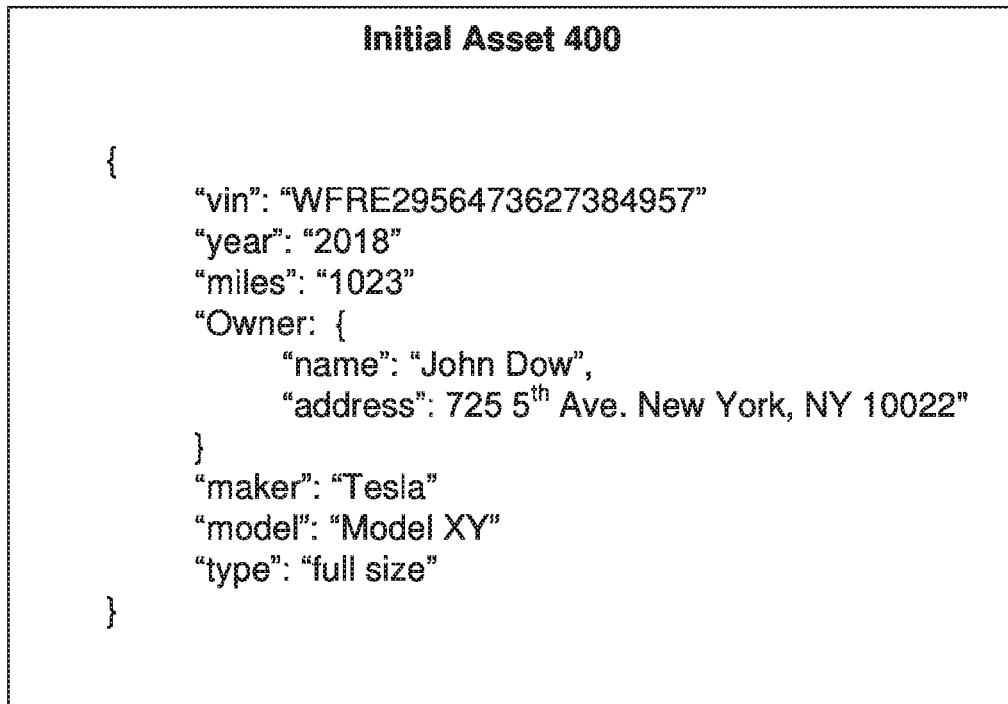 Initial Asset 400
{
“vin”: “WFRE2956473627384957”
“year”: “2018”
“miles”: “1023”
“Owner: {
“name”: “John Dow”,
“address”: 725 5th Ave. New York, NY 10022”
}
“maker”: “Tesla”
“model”: “Model XY”
“type”: “full size”
}